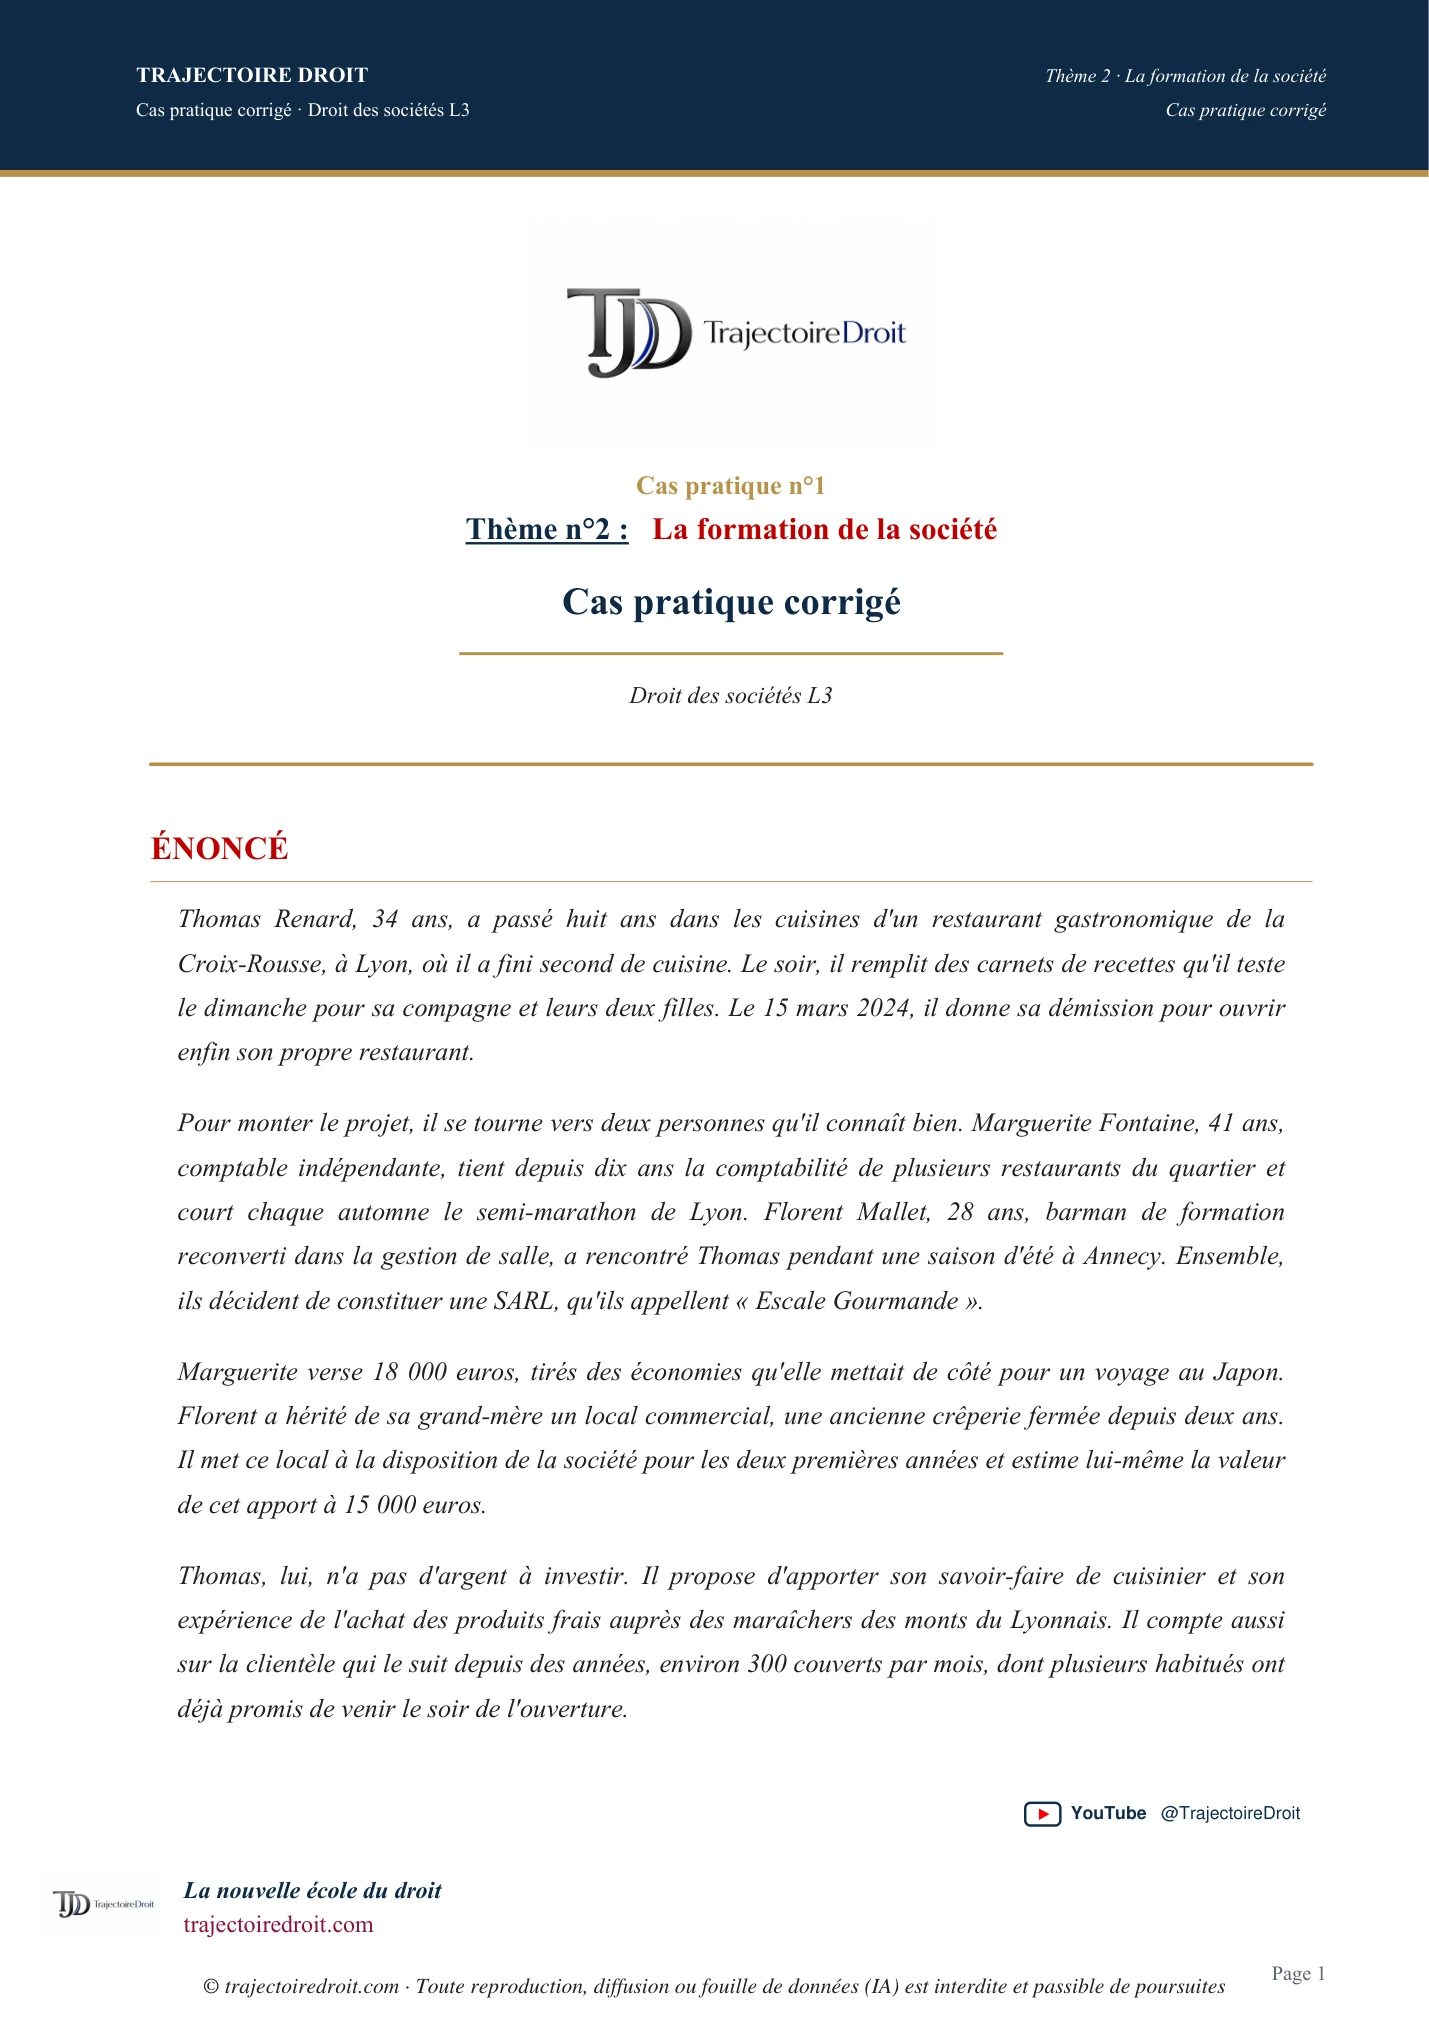 TRAJECTOIRE DROIT
Thème 2 · La formation de la société
Cas pratique corrigé · Droit des sociétés L3
Cas pratique corrigé
TJD TrajectoireDroit
Cas pratique n°1
Thème n°2 : La formation de la société
Cas pratique corrigé
Droit des sociétés L3
ÉNONCÉ
Thomas Renard, 34 ans, a passé huit ans dans les cuisines d'un restaurant gastronomique de la
Croix-Rousse, à Lyon, où il a fini second de cuisine. Le soir, il remplit des carnets de recettes qu'il teste
le dimanche pour sa compagne et leurs deux filles. Le 15 mars 2024, il donne sa démission pour ouvrir
enfin son propre restaurant.
Pour monter le projet, il se tourne vers deux personnes qu'il connaît bien. Marguerite Fontaine, 41 ans,
comptable indépendante, tient depuis dix ans la comptabilité de plusieurs restaurants du quartier et
court chaque automne le semi-marathon de Lyon. Florent Mallet, 28 ans, barman de formation
reconverti dans la gestion de salle, a rencontré Thomas pendant une saison d'été à Annecy. Ensemble,
ils décident de constituer une SARL, qu'ils appellent « Escale Gourmande ».
Marguerite verse 18 000 euros, tirés des économies qu'elle mettait de côté pour un voyage au Japon.
Florent a hérité de sa grand-mère un local commercial, une ancienne crêperie fermée depuis deux ans.
Il met ce local à la disposition de la société pour les deux premières années et estime lui-même la valeur
de cet apport à 15 000 euros.
Thomas, lui, n'a pas d'argent à investir. Il propose d'apporter son savoir-faire de cuisinier et son
expérience de l'achat des produits frais auprès des maraîchers des monts du Lyonnais. Il compte aussi
sur la clientèle qui le suit depuis des années, environ 300 couverts par mois, dont plusieurs habitués ont
déjà promis de venir le soir de l'ouverture.
YouTube @TrajectoireDroit
TJD TrajectoireDroit
La nouvelle école du droit
trajectoiredroit.com
© trajectoiredroit.com · Toute reproduction, diffusion ou fouille de données (IA) est interdite et passible de poursuites
Page 1